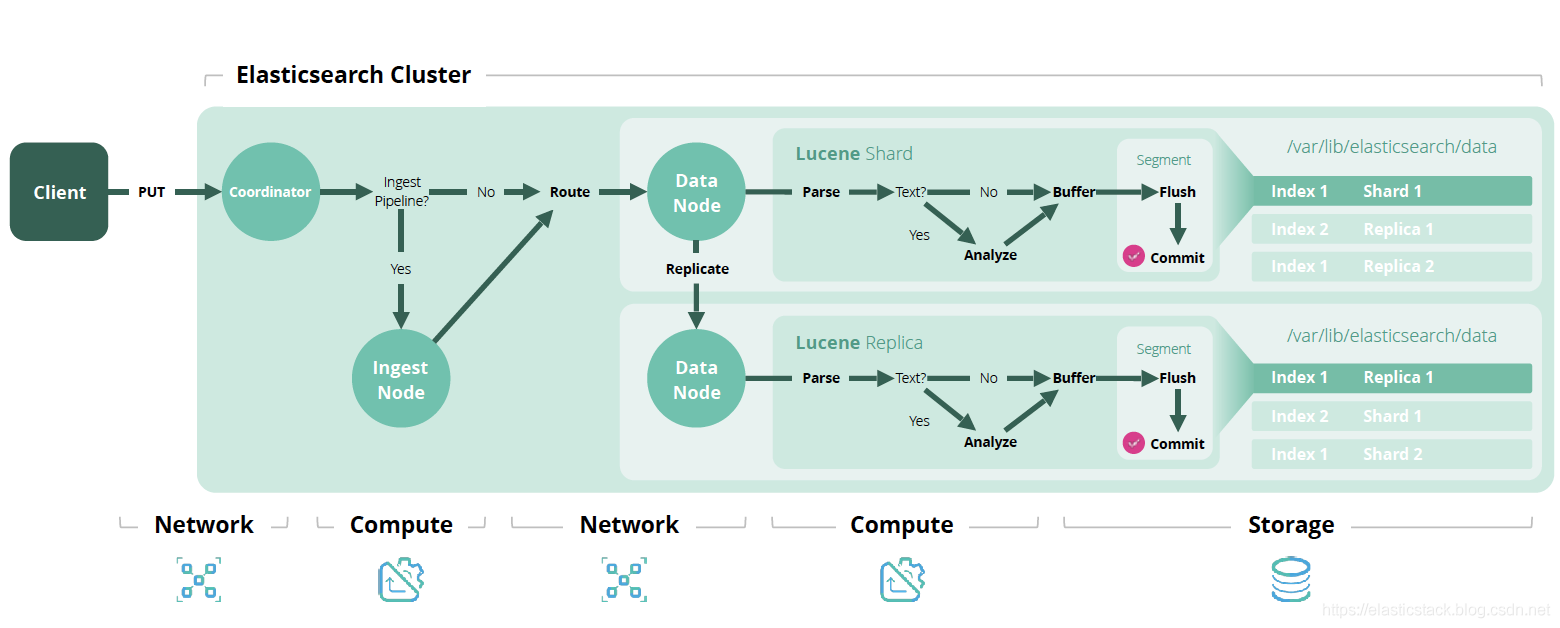 Elasticsearch Cluster
Client
PUT
Coordinator
Ingest
Pipeline?
No
Route
Yes
Ingest
Node
Data
Node
Replicate
Lucene Shard
Parse
Text?
No
Buffer
Yes
Analyze
Segment
Flush
Commit
/var/lib/elasticsearch/data
Index 1 Shard 1
Index 2 Replica 1
Index 1 Replica 2
Data
Node
Lucene Replica
Parse
Text?
No
Buffer
Yes
Analyze
Segment
Flush
Commit
/var/lib/elasticsearch/data
Index 1 Replica 1
Index 2 Shard 1
Index 1 Shard 2
Network
Compute
Network
Compute
Storage
https://elasticstack.blog.csdn.net